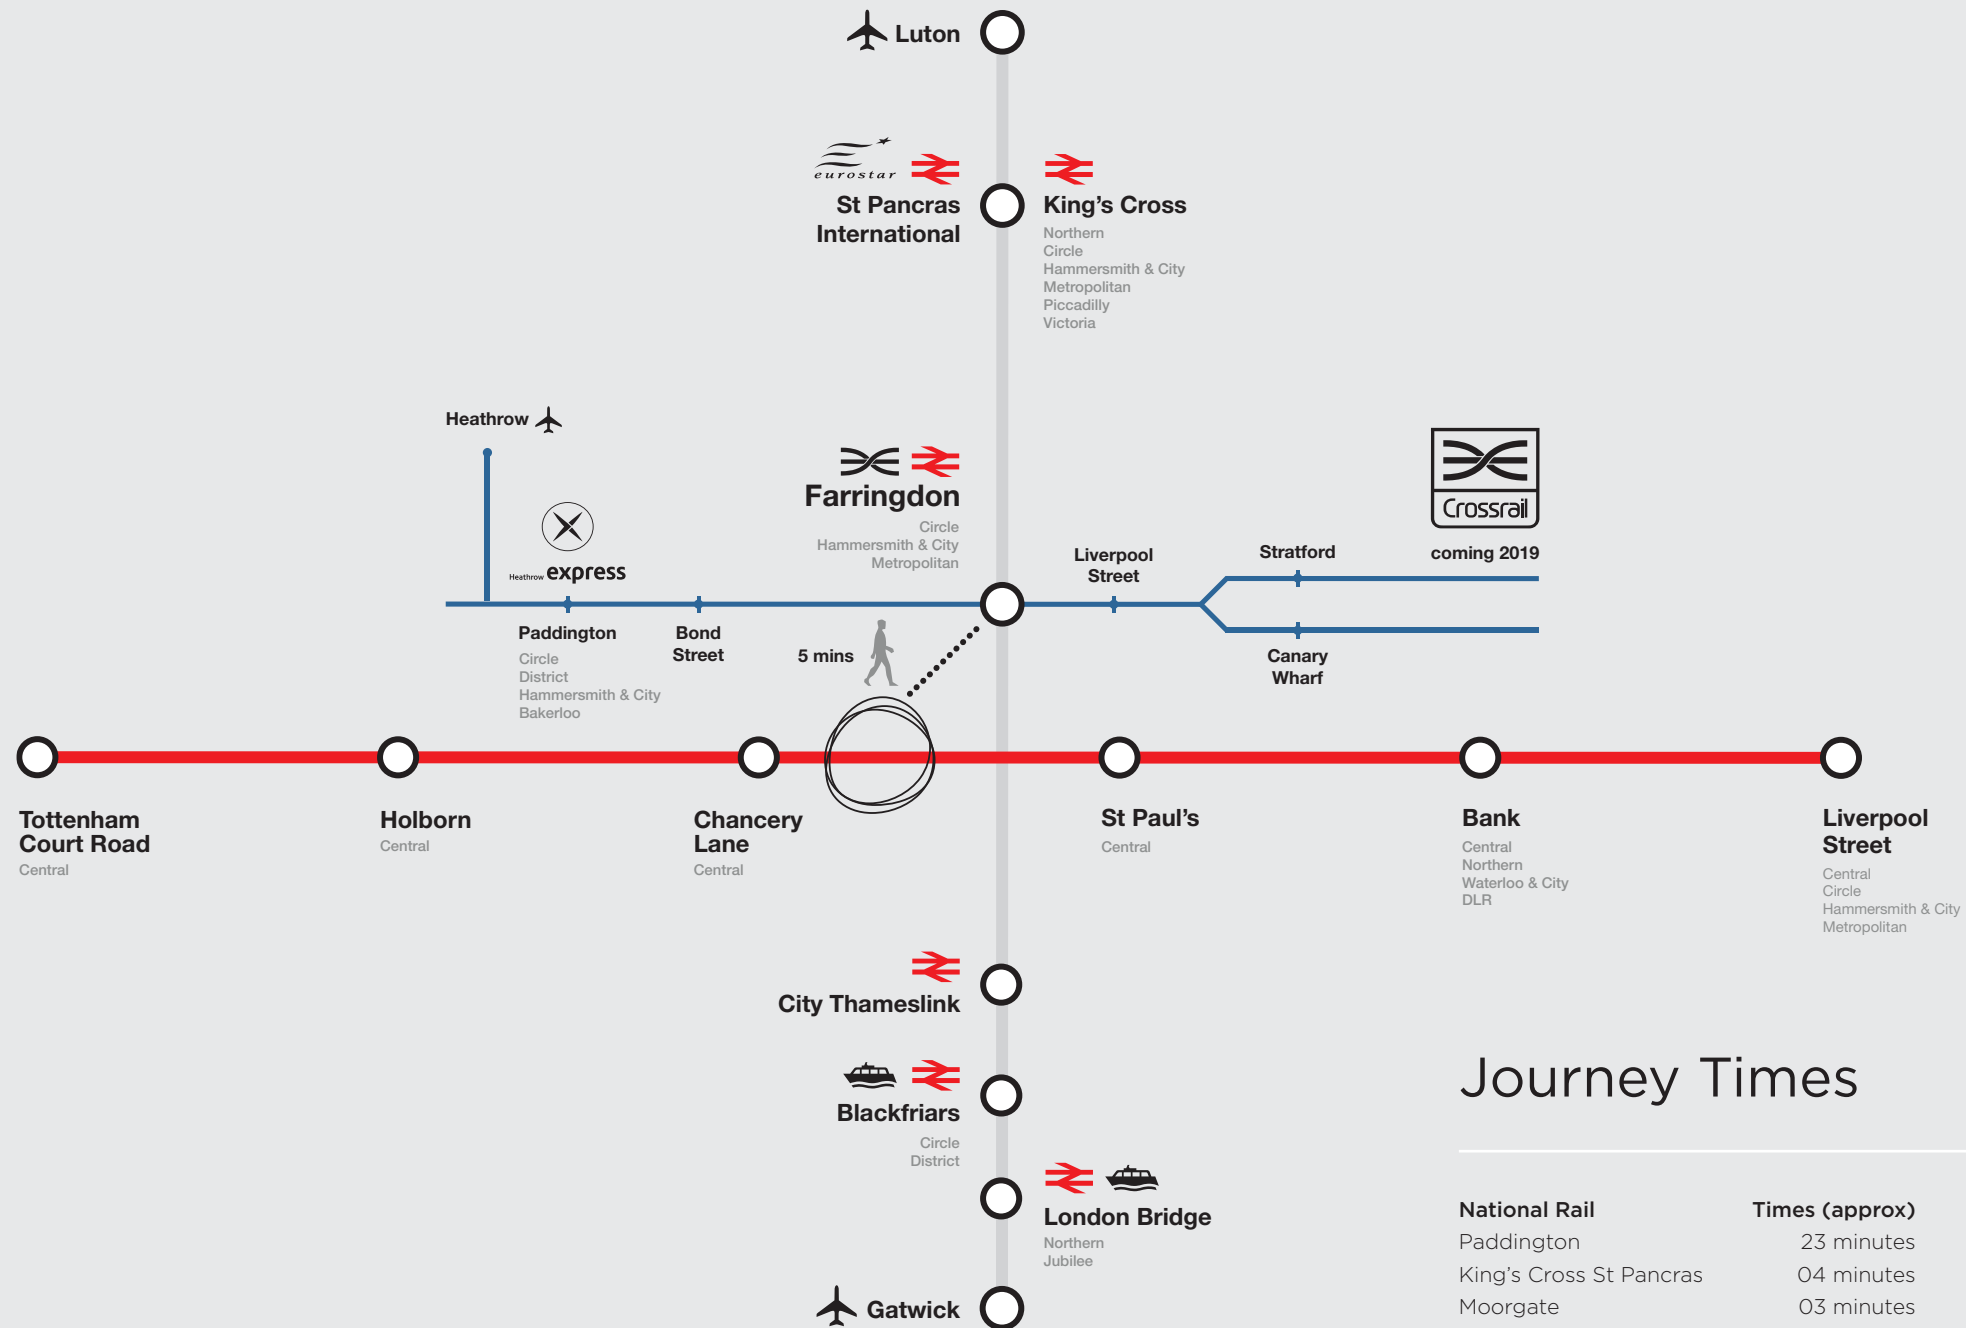 Luton
eurostar
St Pancras
International
King's Cross
Northern
Circle
Hammersmith & City
Metropolitan
Piccadilly
Victoria
Heathrow
Farringdon
Circle
Hammersmith & City
Metropolitan
Crossrail
coming 2019
Heathrow express
Liverpool
Street
Stratford
Paddington
Circle
District
Hammersmith & City
Bakerloo
Bond
Street
5 mins
Canary
Wharf
Tottenham
Court Road
Central
Holborn
Central
Chancery
Lane
Central
St Paul's
Central
Bank
Central
Northern
Waterloo & City
DLR
Liverpool
Street
Central
Circle
Hammersmith & City
Metropolitan
City Thameslink
Blackfriars
Circle
District
London Bridge
Northern
Jubilee
Gatwick
Journey Times
National Rail Times (approx)
Paddington 23 minutes
King's Cross St Pancras 04 minutes
Moorgate 03 minutes